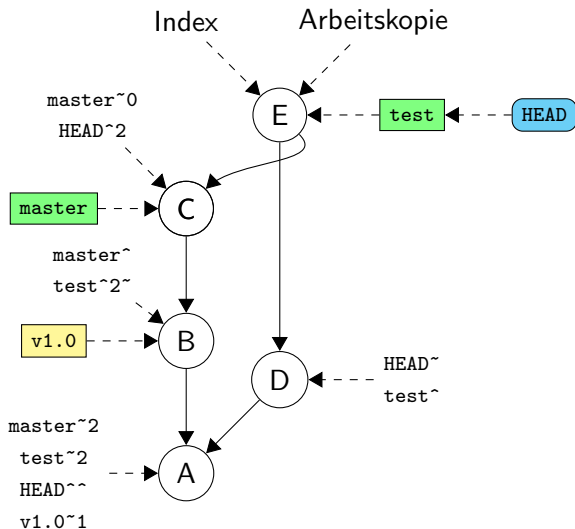 Index
Arbeitskopie
E
test
HEAD
master~0
HEAD^2
master
C
master^
test^2~
v1.0
B
D
HEAD~
test^
master~2
test~2
HEAD^^
v1.0~1
A